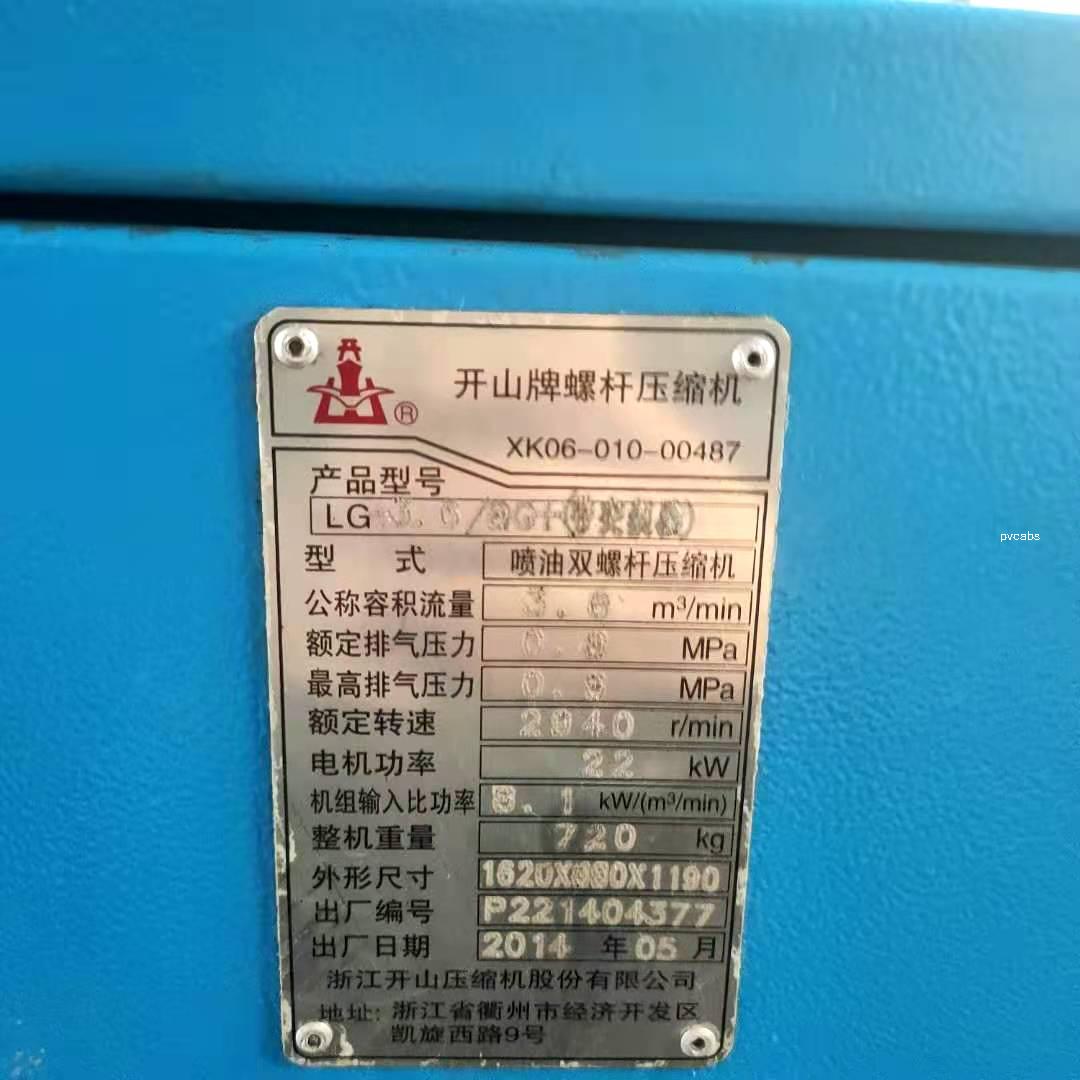 开山牌螺杆压缩机
XK06-010-00487
产品型号
LG
型 式 喷油双螺杆压缩机
公称容积流量 3.6 m³/min
额定排气压力 0.8 MPa
最高排气压力 MPa
额定转速 2940 r/min
电机功率 22 kW
机组输入比功率 kW/(m³/min)
整机重量 720 kg
外形尺寸
出厂编号 P221404377
出厂日期 2014 年 05 月
浙江开山压缩机股份有限公司
地址: 浙江省衢州市经济开发区
凯旋西路9号
pvcabs